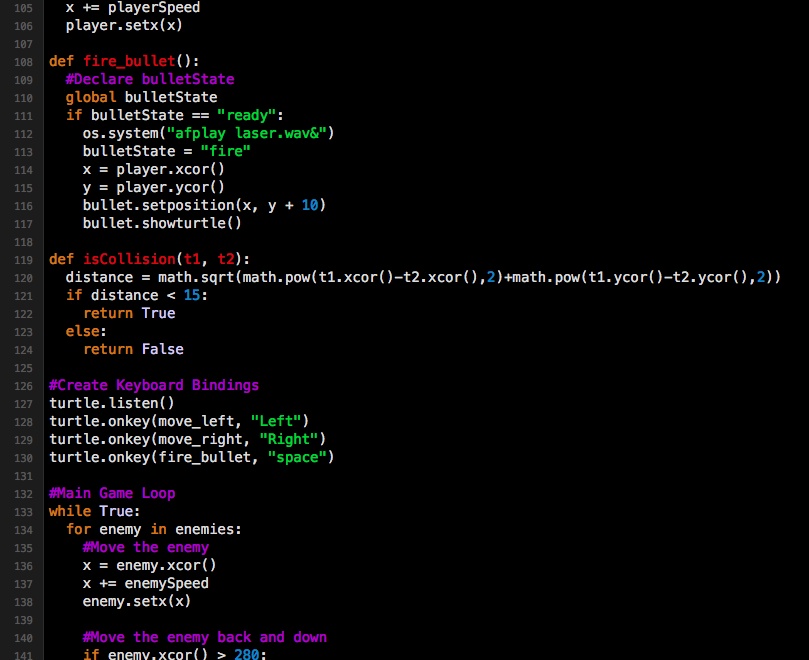 105 x += playerSpeed
106 player.setx(x)
107
108 def fire_bullet():
109 #Declare bulletState
110 global bulletState
111 if bulletState == "ready":
112 os.system("afplay laser.wav&")
113 bulletState = "fire"
114 x = player.xcor()
115 y = player.ycor()
116 bullet.setposition(x, y + 10)
117 bullet.showturtle()
118
119 def isCollision(t1, t2):
120 distance = math.sqrt(math.pow(t1.xcor()-t2.xcor(),2)+math.pow(t1.ycor()-t2.ycor(),2))
121 if distance < 15:
122 return True
123 else:
124 return False
125
126 #Create Keyboard Bindings
127 turtle.listen()
128 turtle.onkey(move_left, "Left")
129 turtle.onkey(move_right, "Right")
130 turtle.onkey(fire_bullet, "space")
131
132 #Main Game Loop
133 while True:
134 for enemy in enemies:
135 #Move the enemy
136 x = enemy.xcor()
137 x += enemySpeed
138 enemy.setx(x)
139
140 #Move the enemy back and down
141 if enemy.xcor() > 280: